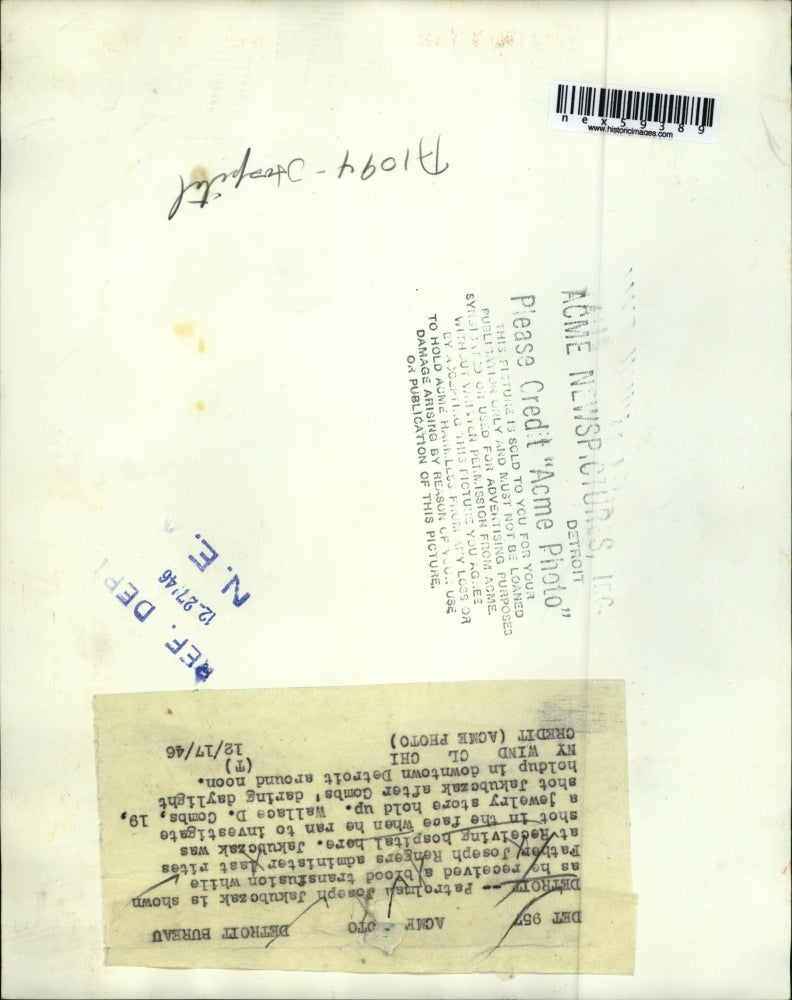 nex59389
www.historicimages.com
A1094 - Hospital
ACME NEWSPICTURES, INC.
DETROIT
Please Credit "Acme Photo"
THIS PICTURE IS SOLD TO YOU FOR YOUR
PUBLICATION ONLY AND MUST NOT BE LOANED
SYNDICATED OR USED FOR ADVERTISING PURPOSES
WITHOUT WRITTEN PERMISSION FROM ACME.
BY ACCEPTING THIS PICTURE YOU AGREE
TO HOLD ACME HARMLESS FROM ANY LOSS OR
DAMAGE ARISING BY REASON OF YOUR USE
OR PUBLICATION OF THIS PICTURE.
REF. DEPT
12-27-46
N. E. A
DET 957 ACME OTO DETROIT BUREAU
DETROIT -- Patrolman Joseph Jakubczak is shown
as he received a blood transfusion while
Father Joseph Rengers administer last rites
at Receiving hospital here. Jakubczak was
shot in the face when he ran to investigate
a jewelry store hold up. Wallace D. Combs, 19,
shot Jakubczak after Combs' daring daylight
holdup in downtown Detroit around noon.
NY WIND CL CHI (T)
CREDIT (ACME PHOTO) 12/17/46